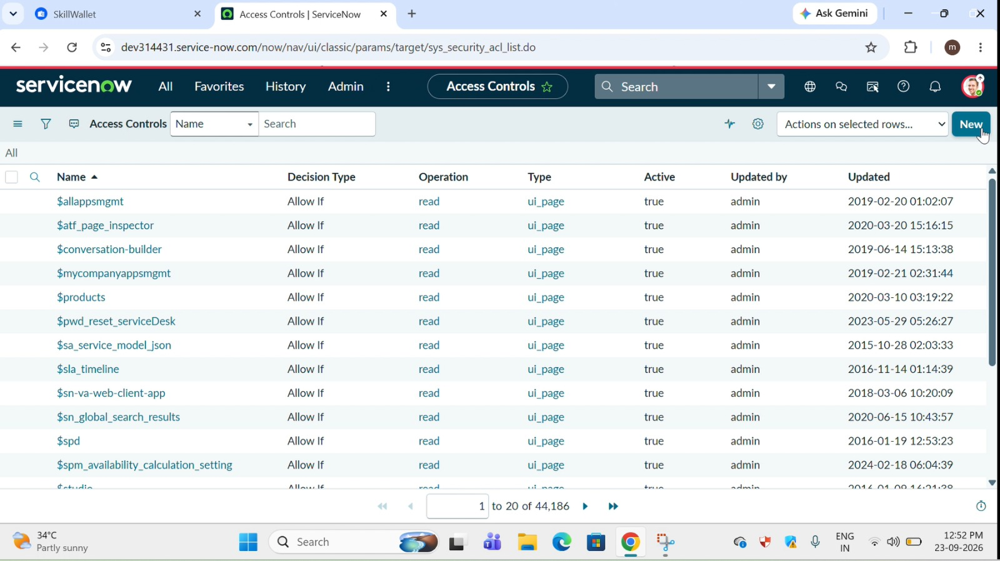 SkillWallet
Access Controls | ServiceNow
Ask Gemini
dev314431.service-now.com/now/nav/ui/classic/params/target/sys_security_acl_list.do
m
servicenow All Favorites History Admin Access Controls Search
Access Controls Name Search Actions on selected rows... New
All
Name Decision Type Operation Type Active Updated by Updated
$allappsmgmt Allow If read ui_page true admin 2019-02-20 01:02:07
$atf_page_inspector Allow If read ui_page true admin 2020-03-20 15:16:15
$conversation-builder Allow If read ui_page true admin 2019-06-14 15:13:38
$mycompanyappsmgmt Allow If read ui_page true admin 2019-02-21 02:31:44
$products Allow If read ui_page true admin 2020-03-10 03:19:22
$pwd_reset_serviceDesk Allow If read ui_page true admin 2023-05-29 05:26:27
$sa_service_model_json Allow If read ui_page true admin 2015-10-28 02:03:33
$sla_timeline Allow If read ui_page true admin 2016-11-14 01:14:39
$sn-va-web-client-app Allow If read ui_page true admin 2018-03-06 10:20:09
$sn_global_search_results Allow If read ui_page true admin 2020-06-15 10:43:57
$spd Allow If read ui_page true admin 2016-01-19 12:53:23
$spm_availability_calculation_setting Allow If read ui_page true admin 2024-02-18 06:04:39
$studio Allow If read ui_page true admin
1 to 20 of 44,186
34°C
Partly sunny
Search
ENG
IN
12:52 PM
23-09-2026